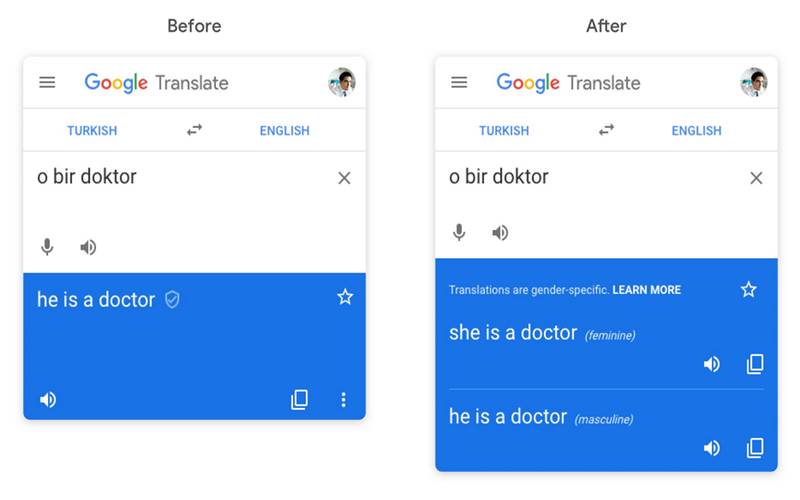 Before
Google Translate
TURKISH ENGLISH
o bir doktor
he is a doctor
After
Google Translate
TURKISH ENGLISH
o bir doktor
Translations are gender-specific. LEARN MORE
she is a doctor (feminine)
he is a doctor (masculine)